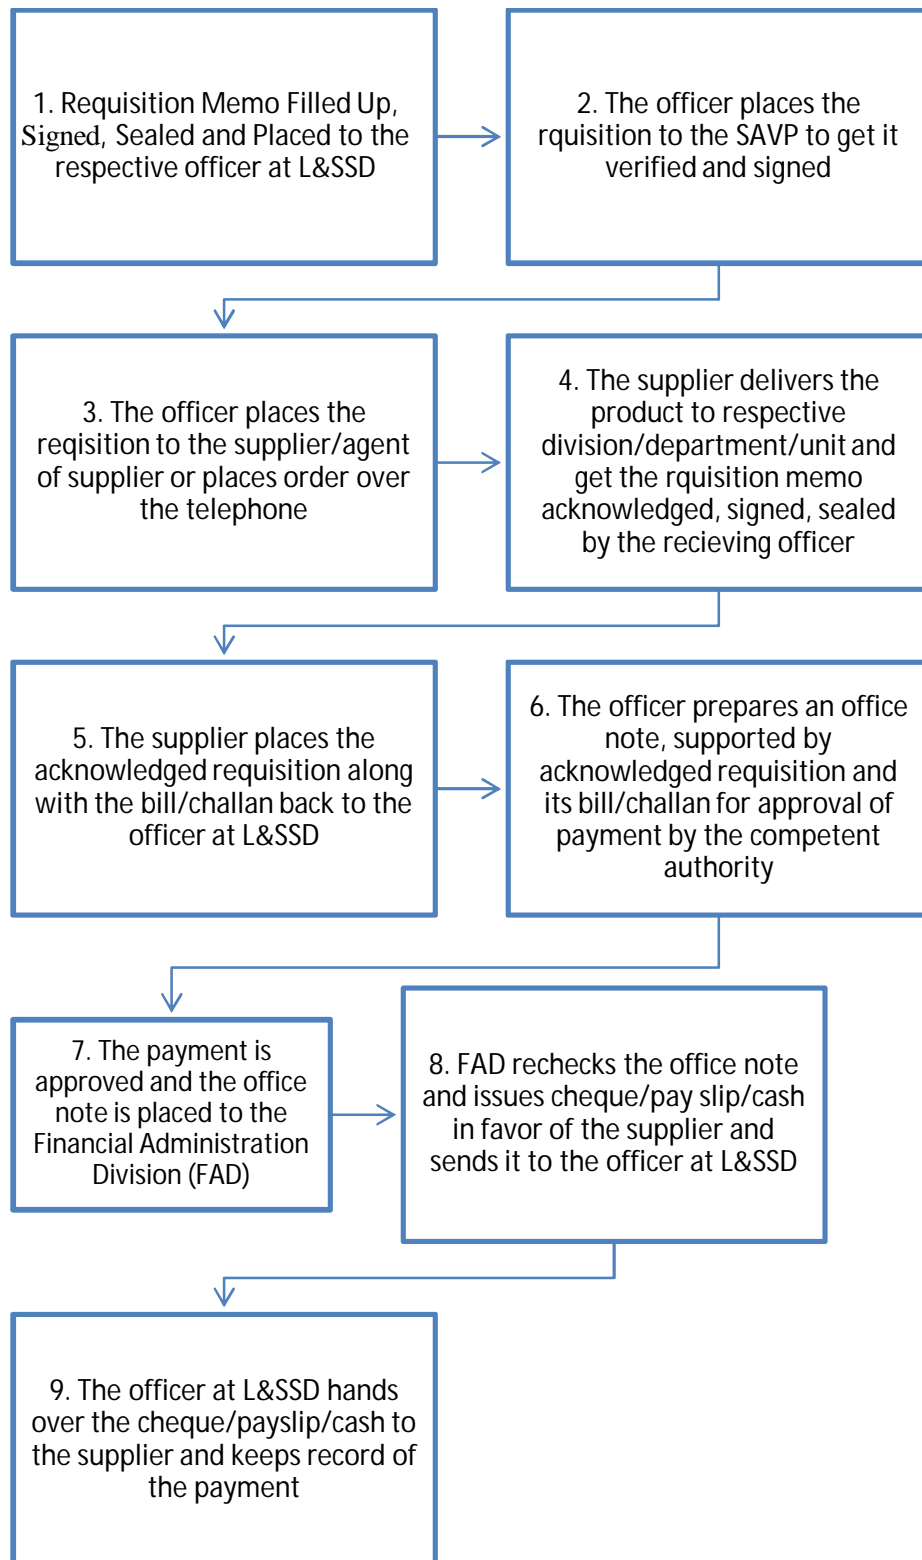 1. Requisition Memo Filled Up,
Signed, Sealed and Placed to the
respective officer at L&SSD
2. The officer places the
rquisition to the SAVP to get it
verified and signed
3. The officer places the
reqisition to the supplier/agent
of supplier or places order over
the telephone
4. The supplier delivers the
product to respective
division/department/unit and
get the rquisition memo
acknowledged, signed, sealed
by the recieving officer
5. The supplier places the
acknowledged requisition along
with the bill/challan back to the
officer at L&SSD
6. The officer prepares an office
note, supported by
acknowledged requisition and
its bill/challan for approval of
payment by the competent
authority
7. The payment is
approved and the office
note is placed to the
Financial Administration
Division (FAD)
8. FAD rechecks the office note
and issues cheque/pay slip/cash
in favor of the supplier and
sends it to the officer at L&SSD
9. The officer at L&SSD hands
over the cheque/payslip/cash to
the supplier and keeps record of
the payment